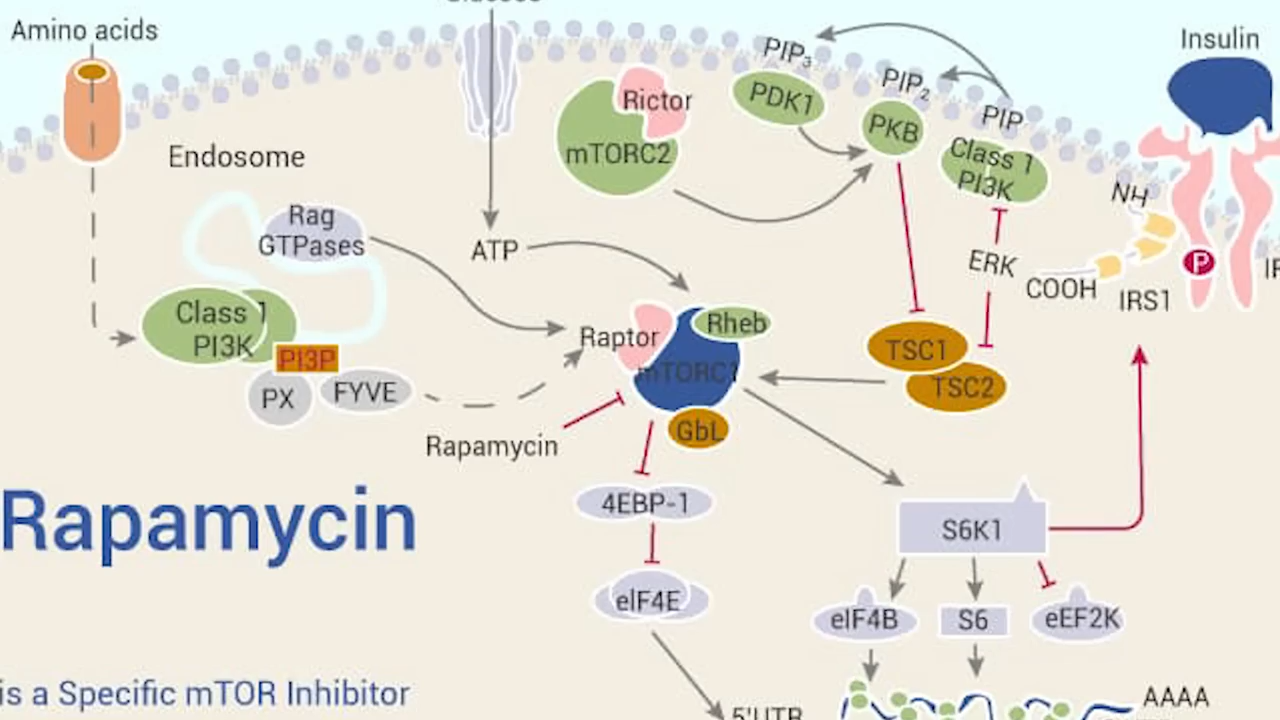 Amino acids
Endosome
Rag
GTPases
Class 1
PI3K
PI3P
PX
FYVE
ATP
Rictor
mTORC2
PIP3
PDK1
PIP2
PKB
PIP
Class 1
PI3K
ERK
Insulin
NH
COOH
IRS1
P
Raptor
Rheb
mTORC1
GbL
TSC1
TSC2
Rapamycin
4EBP-1
eIF4E
S6K1
eIF4B
S6
eEF2K
5'UTR
AAAA
Rapamycin
is a Specific mTOR Inhibitor